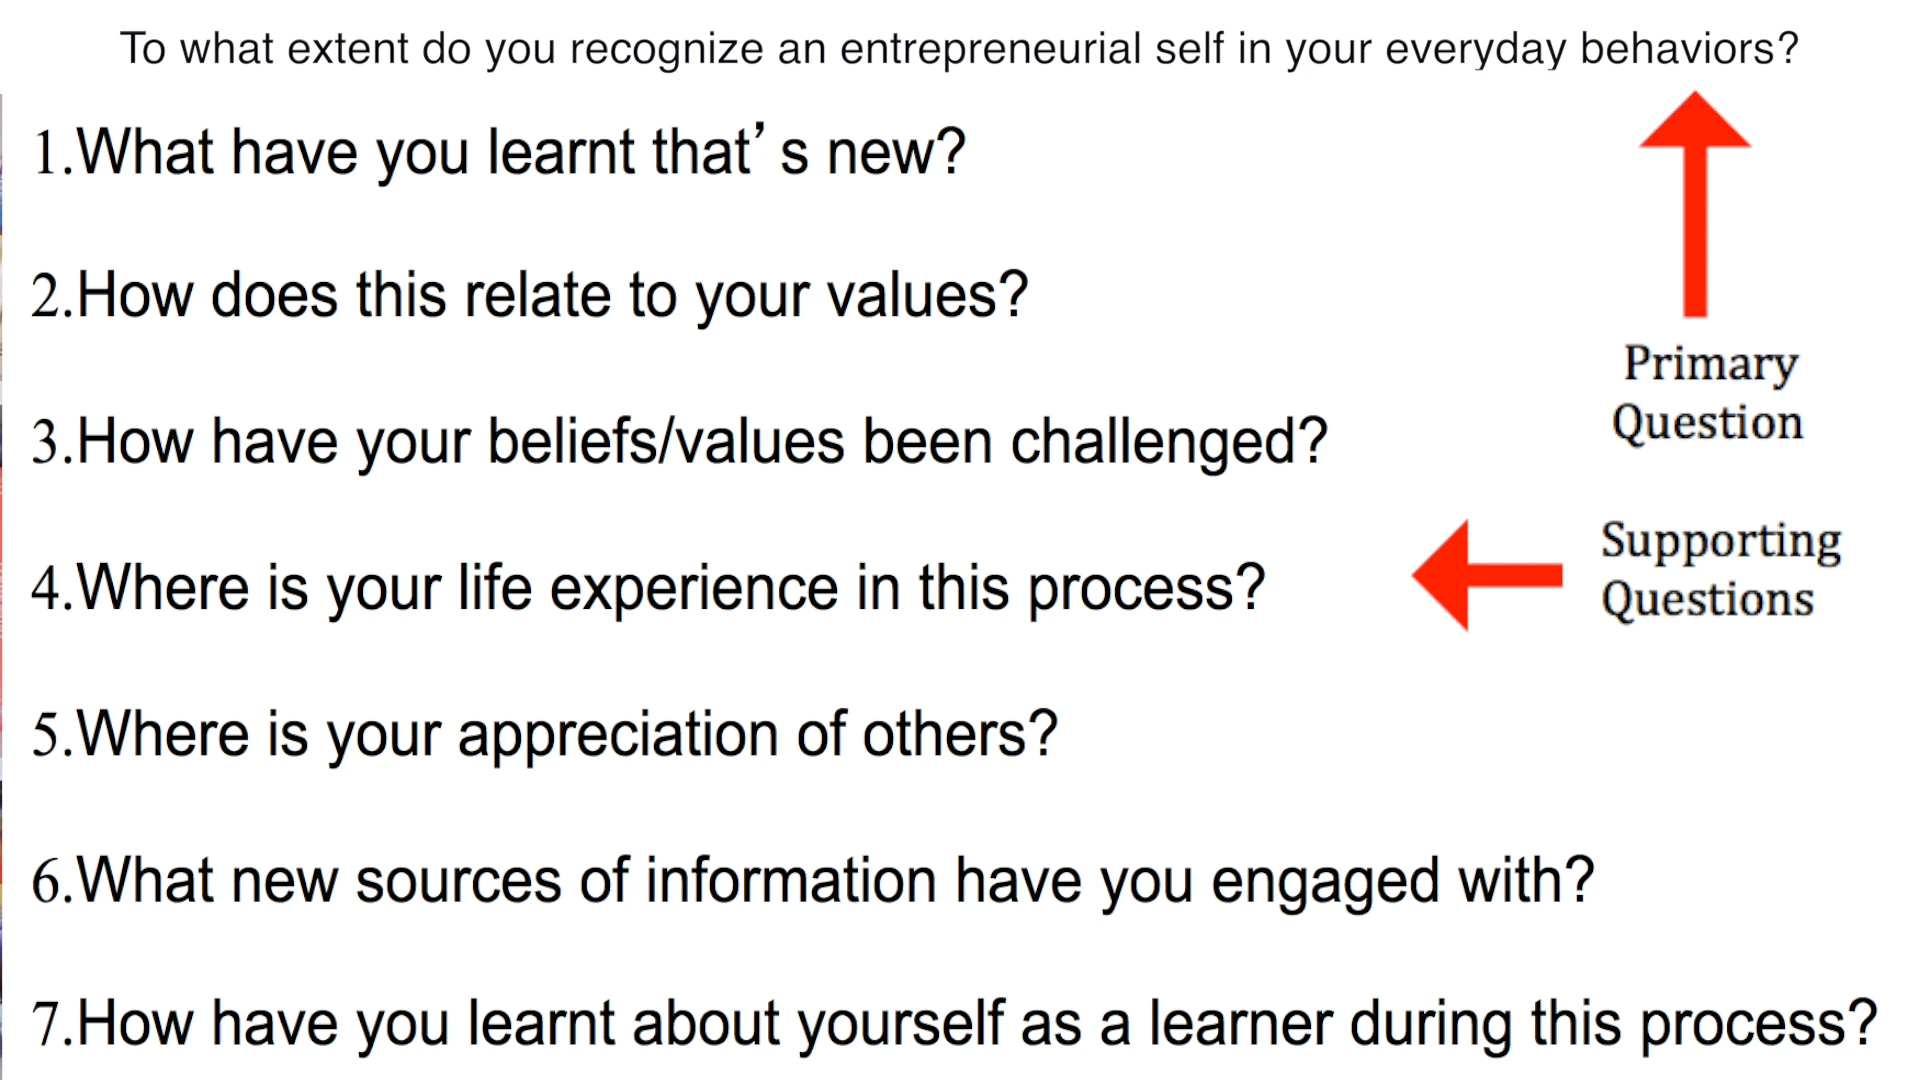 To what extent do you recognize an entrepreneurial self in your everyday behaviors?
1.What have you learnt that’ s new?
2.How does this relate to your values?
3.How have your beliefs/values been challenged?
Primary
Question
4.Where is your life experience in this process?
Supporting
Questions
5.Where is your appreciation of others?
6.What new sources of information have you engaged with?
7.How have you learnt about yourself as a learner during this process?